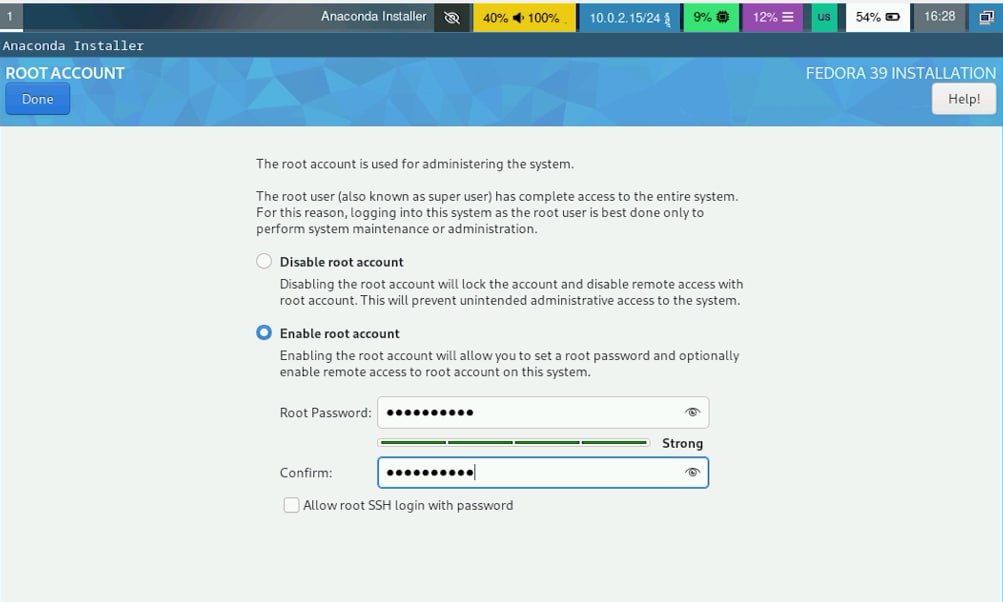 1 Anaconda Installer 40% 100% 10.0.2.15/24 9% 12% us 54% 16:28
Anaconda Installer
ROOT ACCOUNT FEDORA 39 INSTALLATION
Done Help!
The root account is used for administering the system.
The root user (also known as super user) has complete access to the entire system.
For this reason, logging into this system as the root user is best done only to
perform system maintenance or administration.
Disable root account
Disabling the root account will lock the account and disable remote access with
root account. This will prevent unintended administrative access to the system.
Enable root account
Enabling the root account will allow you to set a root password and optionally
enable remote access to root account on this system.
Root Password: ●●●●●●●●●●
Strong
Confirm: ●●●●●●●●●●
Allow root SSH login with password